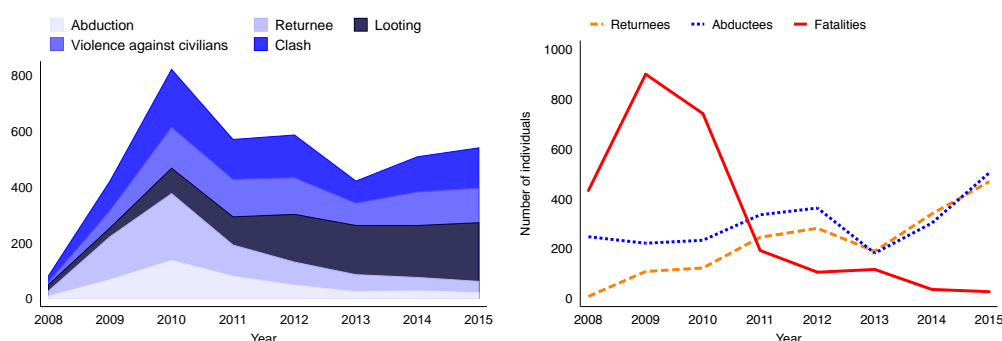 Abduction Returnee Looting
Violence against civilians Clash
800
600
400
200
0
2008 2009 2010 2011 2012 2013 2014 2015
Year
Returnees Abductees Fatalities
Number of individuals
1000
800
600
400
200
0
2008 2009 2010 2011 2012 2013 2014 2015
Year